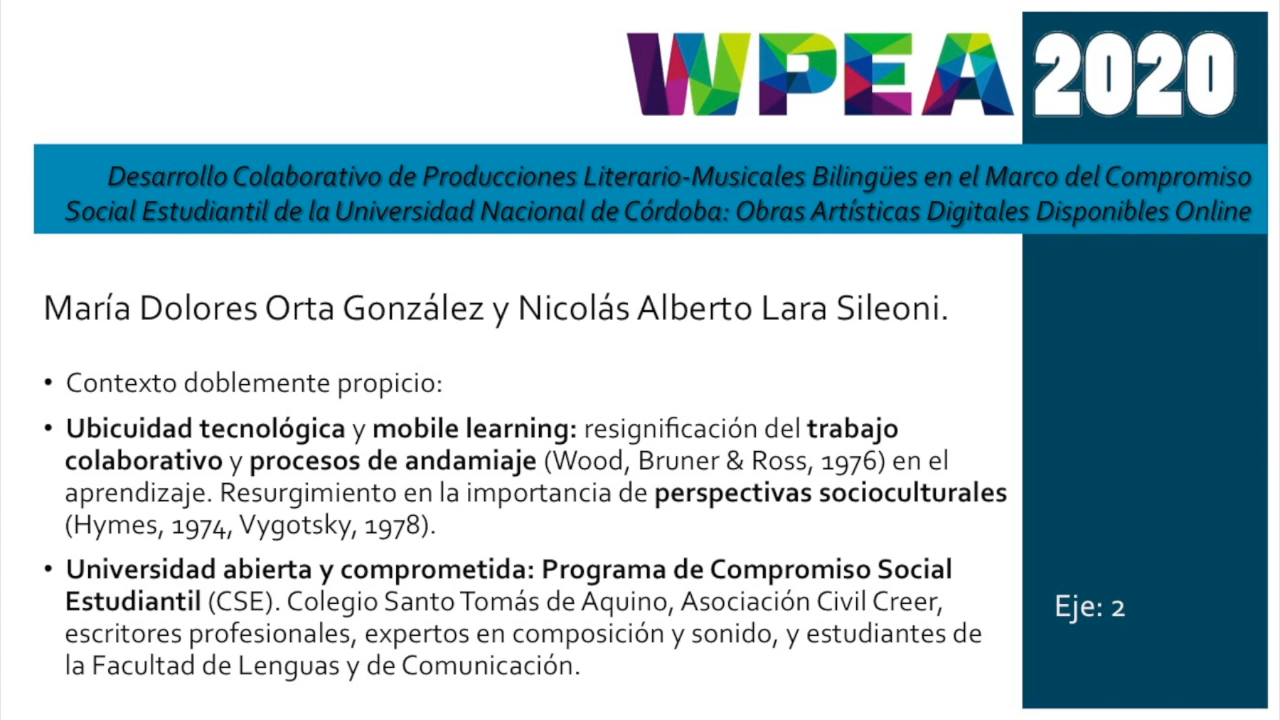 WPEA 2020
Desarrollo Colaborativo de Producciones Literario-Musicales Bilingües en el Marco del Compromiso
Social Estudiantil de la Universidad Nacional de Córdoba: Obras Artísticas Digitales Disponibles Online
María Dolores Orta González y Nicolás Alberto Lara Sileoni.
• Contexto doblemente propicio:
• Ubicuidad tecnológica y mobile learning: resignificación del trabajo
colaborativo y procesos de andamiaje (Wood, Bruner & Ross, 1976) en el
aprendizaje. Resurgimiento en la importancia de perspectivas socioculturales
(Hymes, 1974, Vygotsky, 1978).
• Universidad abierta y comprometida: Programa de Compromiso Social
Estudiantil (CSE). Colegio Santo Tomás de Aquino, Asociación Civil Creer,
escritores profesionales, expertos en composición y sonido, y estudiantes de
la Facultad de Lenguas y de Comunicación.
Eje: 2